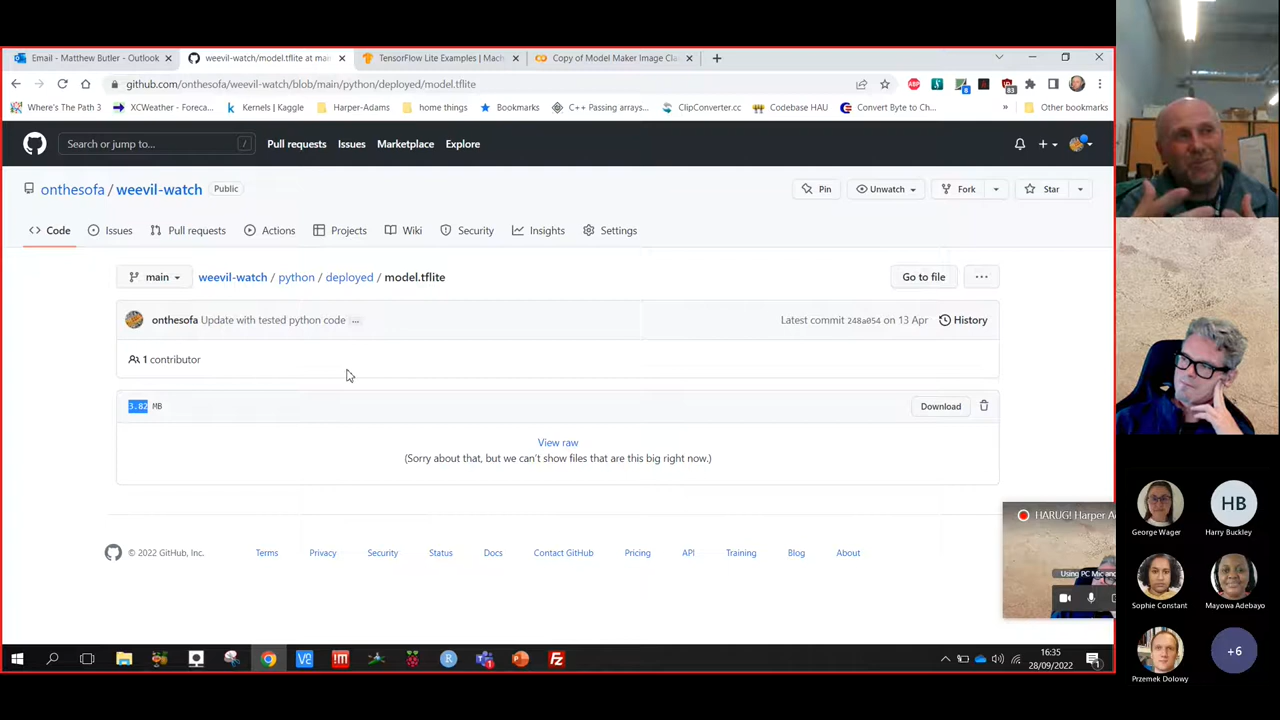 Email - Matthew Butler - Outlook
weevil-watch/model.tflite at mai
TensorFlow Lite Examples | Mach
Copy of Model Maker Image Cla
github.com/onthesofa/weevil-watch/blob/main/python/deployed/model.tflite
Where's The Path 3
XCWeather - Foreca...
Kernels | Kaggle
Harper-Adams
home things
Bookmarks
C++ Passing arrays...
ClipConverter.cc
Codebase HAU
Convert Byte to Ch...
»
Other bookmarks
Search or jump to...
/
Pull requests
Issues
Marketplace
Explore
onthesofa / weevil-watch
Public
Pin
Unwatch
Fork
Star
Code
Issues
Pull requests
Actions
Projects
Wiki
Security
Insights
Settings
main
weevil-watch / python / deployed / model.tflite
Go to file
...
onthesofa Update with tested python code ...
Latest commit 248a054 on 13 Apr
History
1 contributor
3.82 MB
Download
View raw
(Sorry about that, but we can't show files that are this big right now.)
© 2022 GitHub, Inc.
Terms
Privacy
Security
Status
Docs
Contact GitHub
Pricing
API
Training
Blog
About
HARUG! Harper A
Using PC Mic and
16:35
28/09/2022
George Wager
HB
Harry Buckley
Sophie Constant
Mayowa Adebayo
Przemek Dolowy
+6